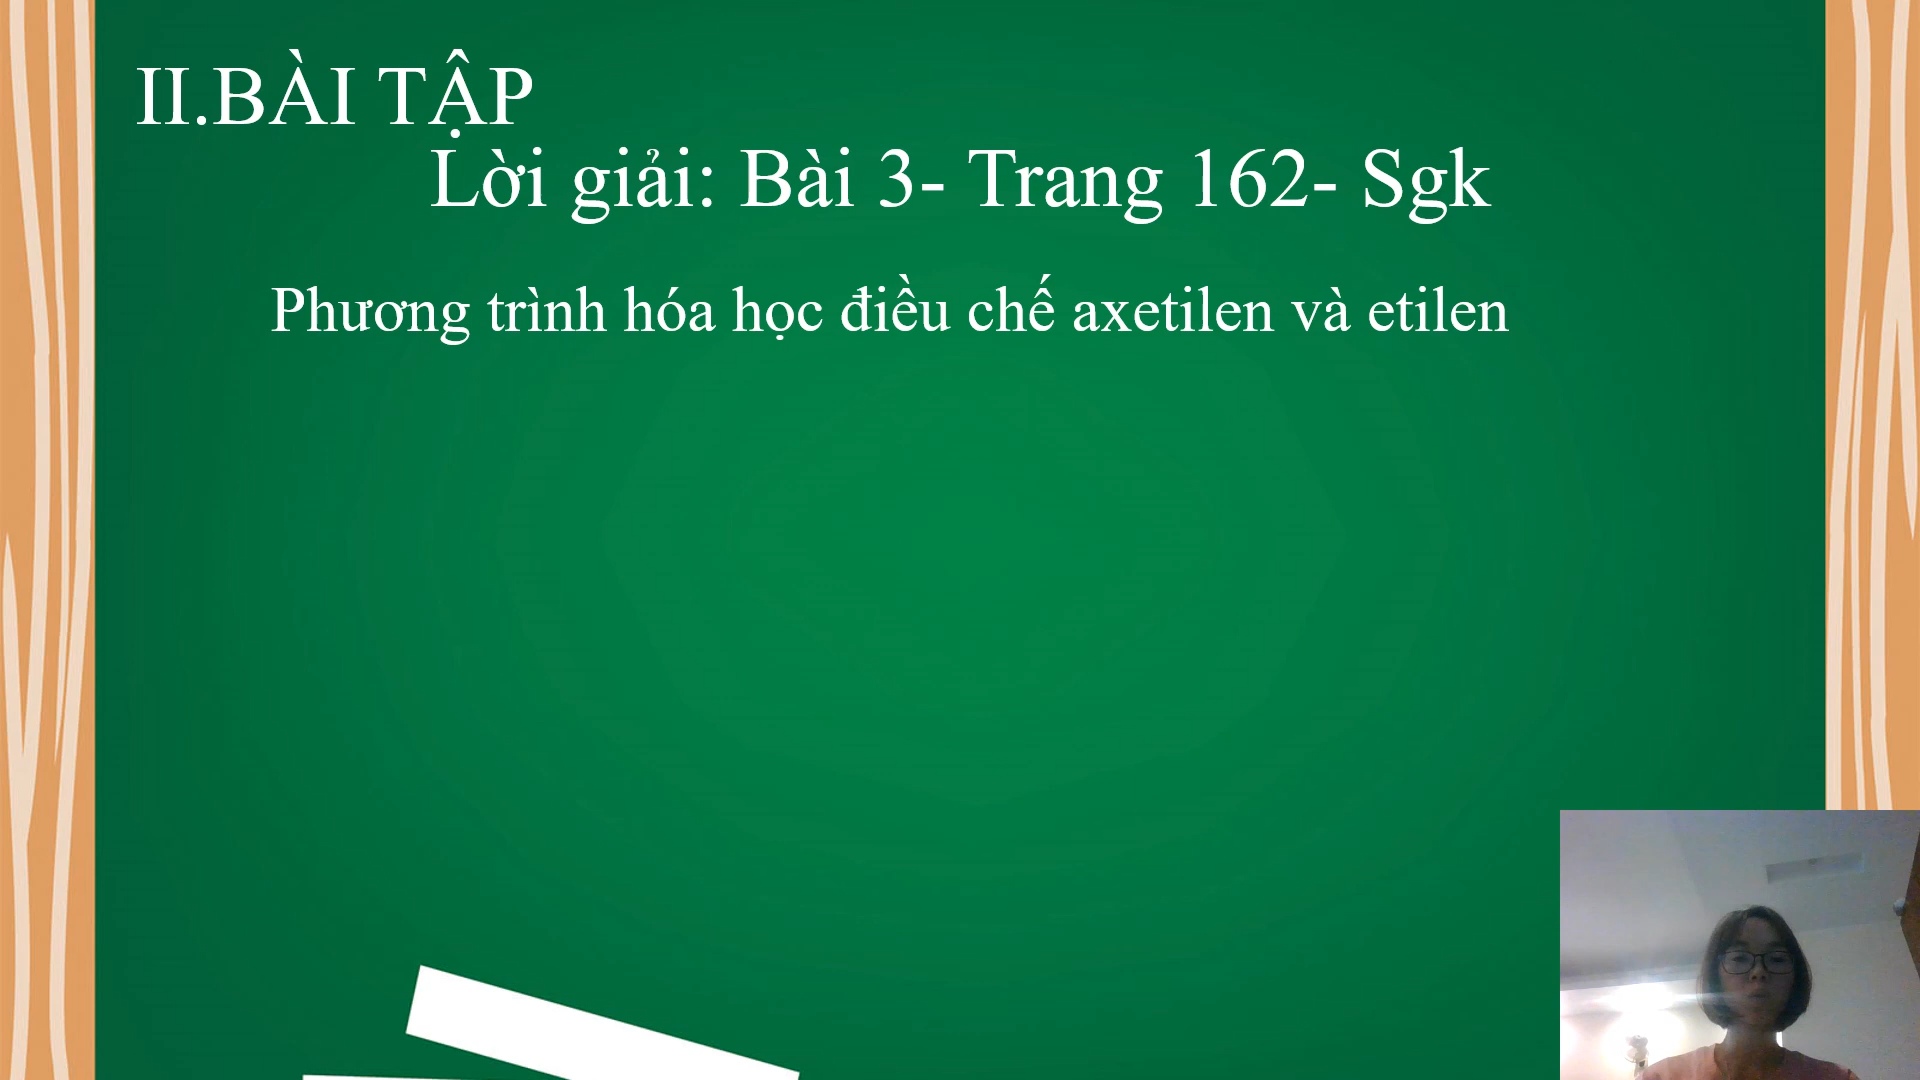 II.BÀI TẬP
Lời giải: Bài 3- Trang 162- Sgk
Phương trình hóa học điều chế axetilen và etilen